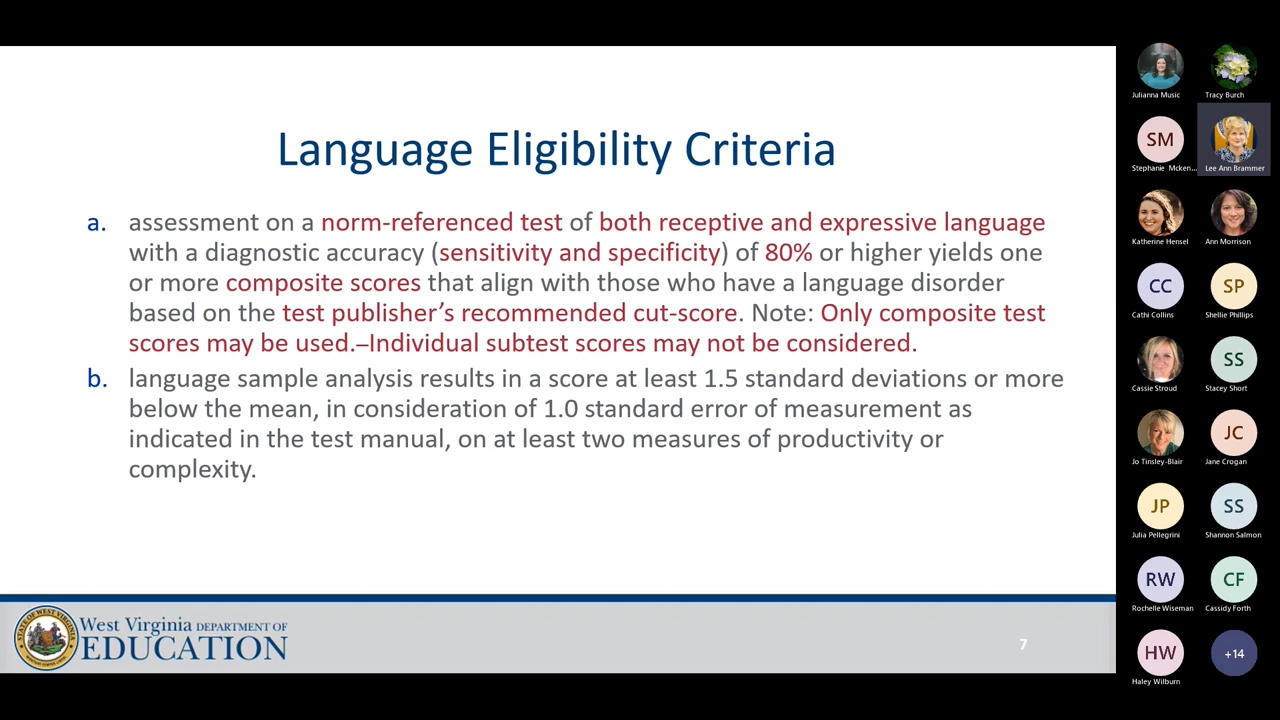 Language Eligibility Criteria
a. assessment on a norm-referenced test of both receptive and expressive language
with a diagnostic accuracy (sensitivity and specificity) of 80% or higher yields one
or more composite scores that align with those who have a language disorder
based on the test publisher’s recommended cut-score. Note: Only composite test
scores may be used.–Individual subtest scores may not be considered.
b. language sample analysis results in a score at least 1.5 standard deviations or more
below the mean, in consideration of 1.0 standard error of measurement as
indicated in the test manual, on at least two measures of productivity or
complexity.
West Virginia DEPARTMENT OF
EDUCATION
7
Julianna Music
Tracy Burch
SM
Stephanie Mcken...
Lee Ann Brammer
Katherine Hensel
Ann Morrison
CC
Cathi Collins
SP
Shellie Phillips
Cassie Stroud
SS
Stacey Short
Jo Tinsley-Blair
JC
Jane Crogan
JP
Julia Pellegrini
SS
Shannon Salmon
RW
Rochelle Wiseman
CF
Cassidy Forth
HW
Haley Wilburn
+14